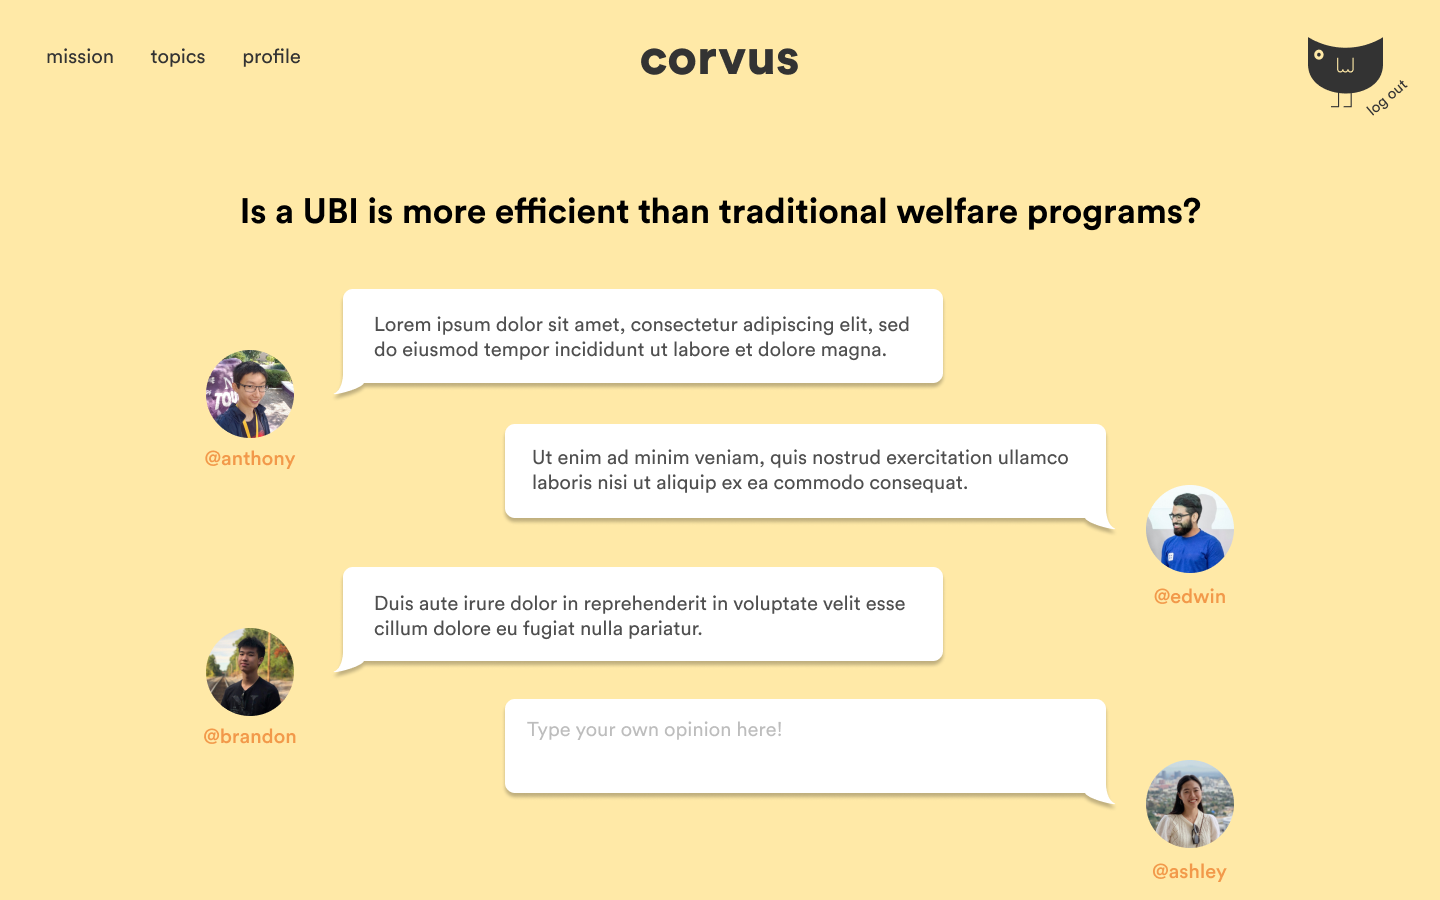 mission topics profile
corvus
log out
Is a UBI is more efficient than traditional welfare programs?
Lorem ipsum dolor sit amet, consectetur adipiscing elit, sed
do eiusmod tempor incididunt ut labore et dolore magna.
TOU
@anthony
Ut enim ad minim veniam, quis nostrud exercitation ullamco
laboris nisi ut aliquip ex ea commodo consequat.
@edwin
Duis aute irure dolor in reprehenderit in voluptate velit esse
cillum dolore eu fugiat nulla pariatur.
@brandon
Type your own opinion here!
@ashley